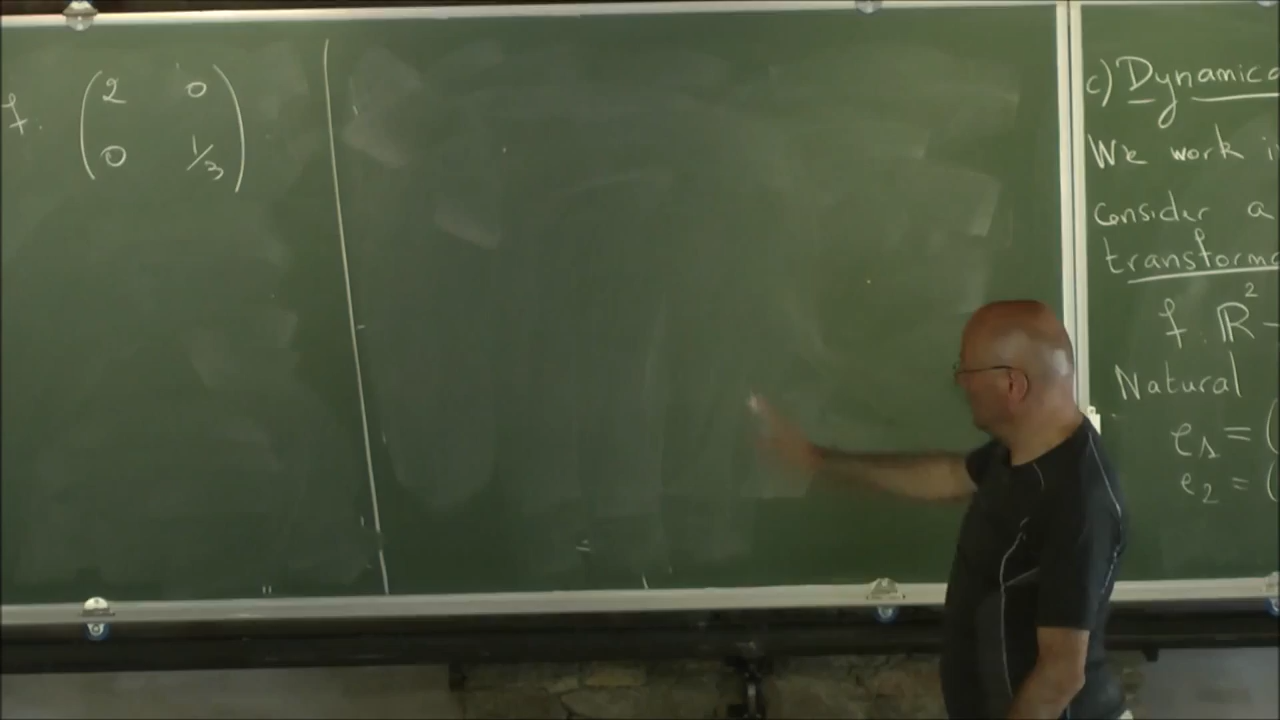 f. ( 2 0
0 1/3 )
c) Dynamic
We work i
consider a
transform
f. R² -
Natural
e₁ = (
e₂ = (